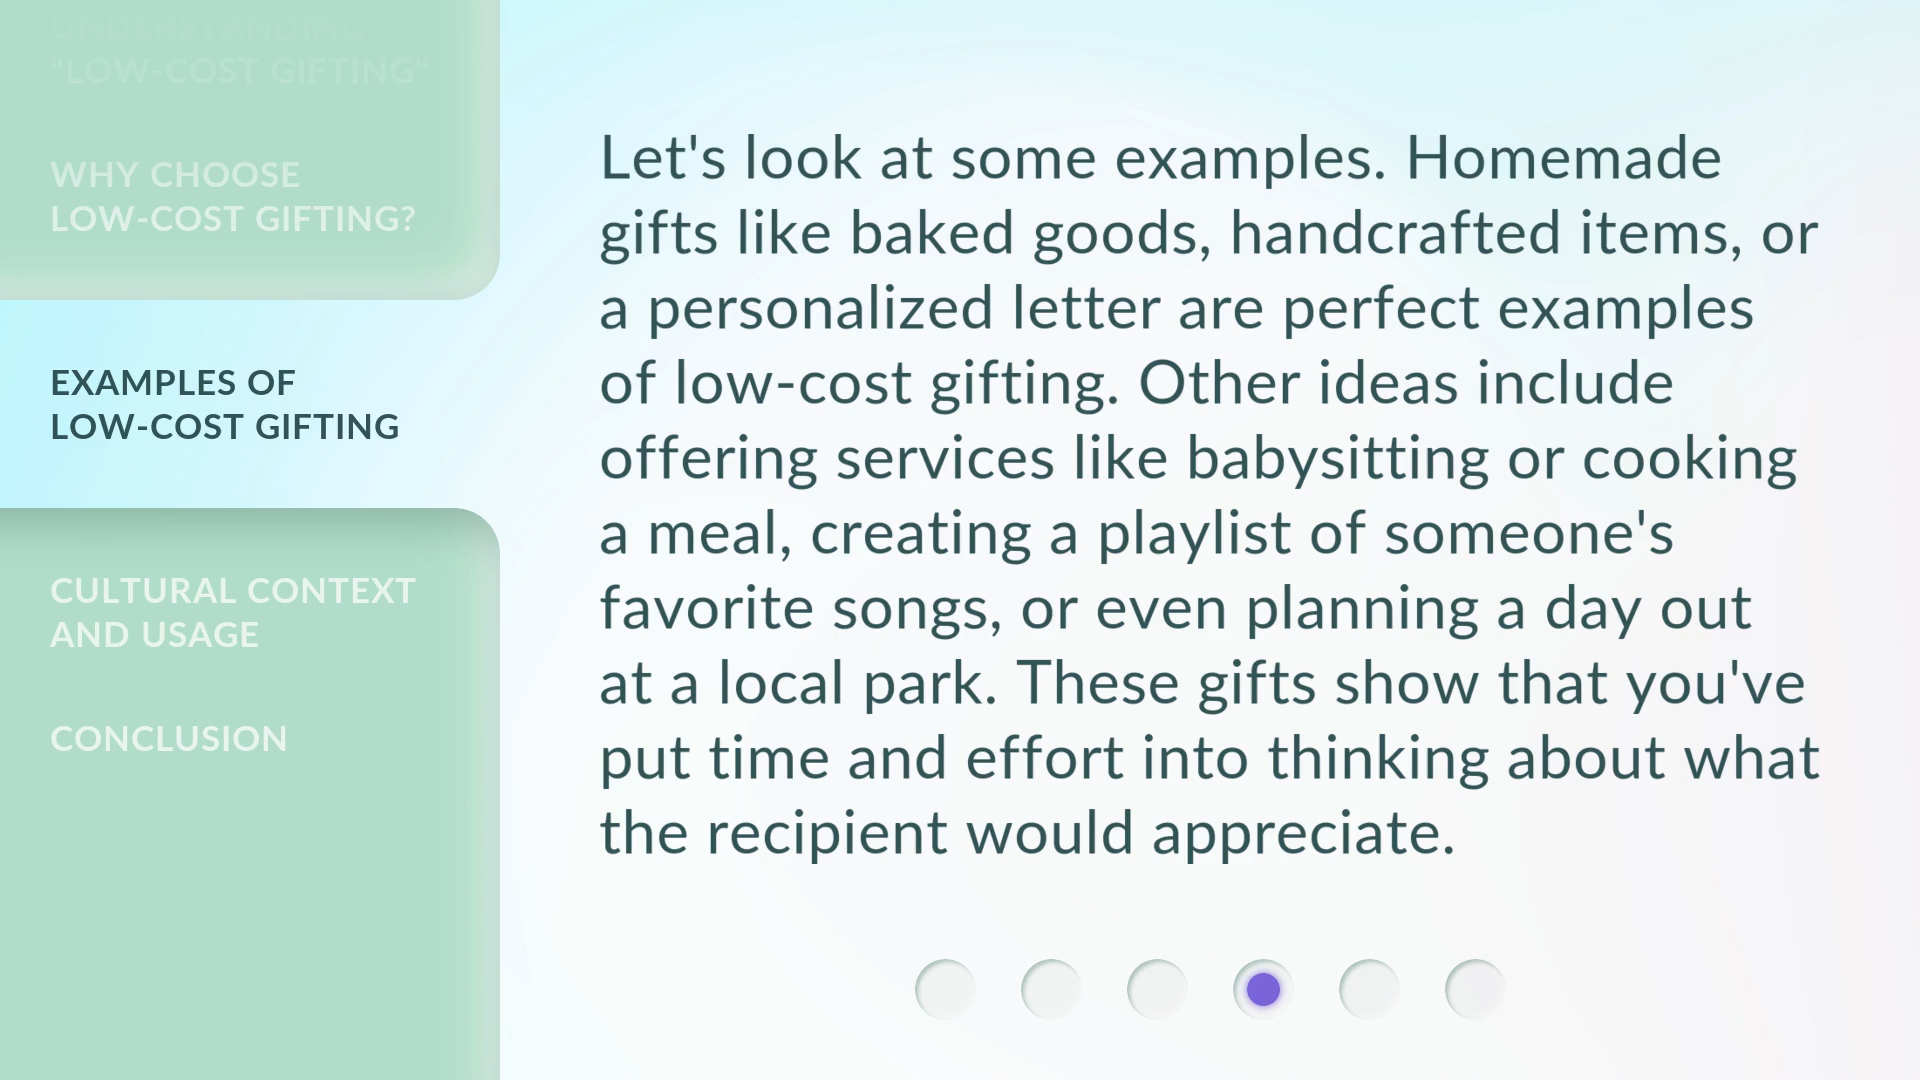 UNDERSTANDING
"LOW-COST GIFTING"
WHY CHOOSE
LOW-COST GIFTING?
EXAMPLES OF
LOW-COST GIFTING
CULTURAL CONTEXT
AND USAGE
CONCLUSION
Let's look at some examples. Homemade
gifts like baked goods, handcrafted items, or
a personalized letter are perfect examples
of low-cost gifting. Other ideas include
offering services like babysitting or cooking
a meal, creating a playlist of someone's
favorite songs, or even planning a day out
at a local park. These gifts show that you've
put time and effort into thinking about what
the recipient would appreciate.